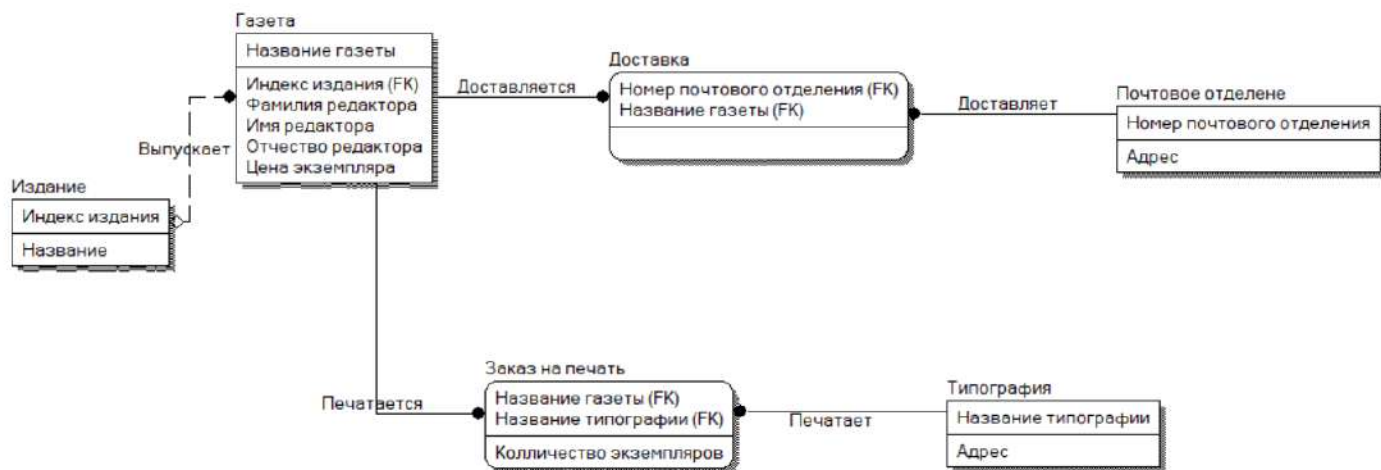 Газета
Название газеты
Индекс издания (FK)
Фамилия редактора
Имя редактора
Отчество редактора
Цена экземпляра
Доставляется
Доставка
Номер почтового отделения (FK)
Название газеты (FK)
Доставляет
Почтовое отделене
Номер почтового отделения
Адрес
Выпускает
Издание
Индекс издания
Название
Печатается
Заказ на печать
Название газеты (FK)
Название типографии (FK)
Колличество экземпляров
Печатает
Типография
Название типографии
Адрес